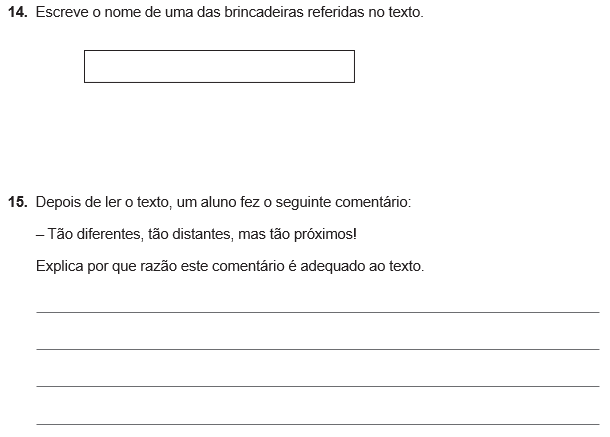 14. Escreve o nome de uma das brincadeiras referidas no texto.
15. Depois de ler o texto, um aluno fez o seguinte comentário:
– Tão diferentes, tão distantes, mas tão próximos!
Explica por que razão este comentário é adequado ao texto.